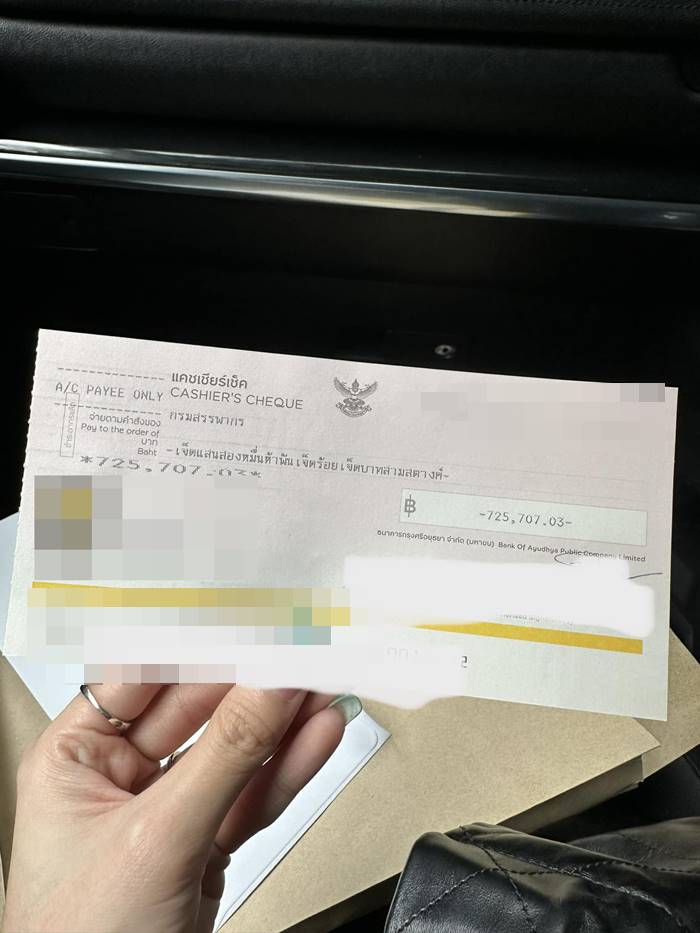 แคชเชียร์เช็ค
A/C PAYEE ONLY CASHIER'S CHEQUE
จ่ายตามคำสั่งของ กรมสรรพากร
Pay to the order of
บาท
Baht -เจ็ดแสนสองหมื่นห้าพันเจ็ดร้อยเจ็ดบาทสามสตางค์-
*725,707.03*
฿ -725,707.03-
ธนาคารกรุงศรีอยุธยา จำกัด (มหาชน) Bank Of Ayudhya Public Company Limited